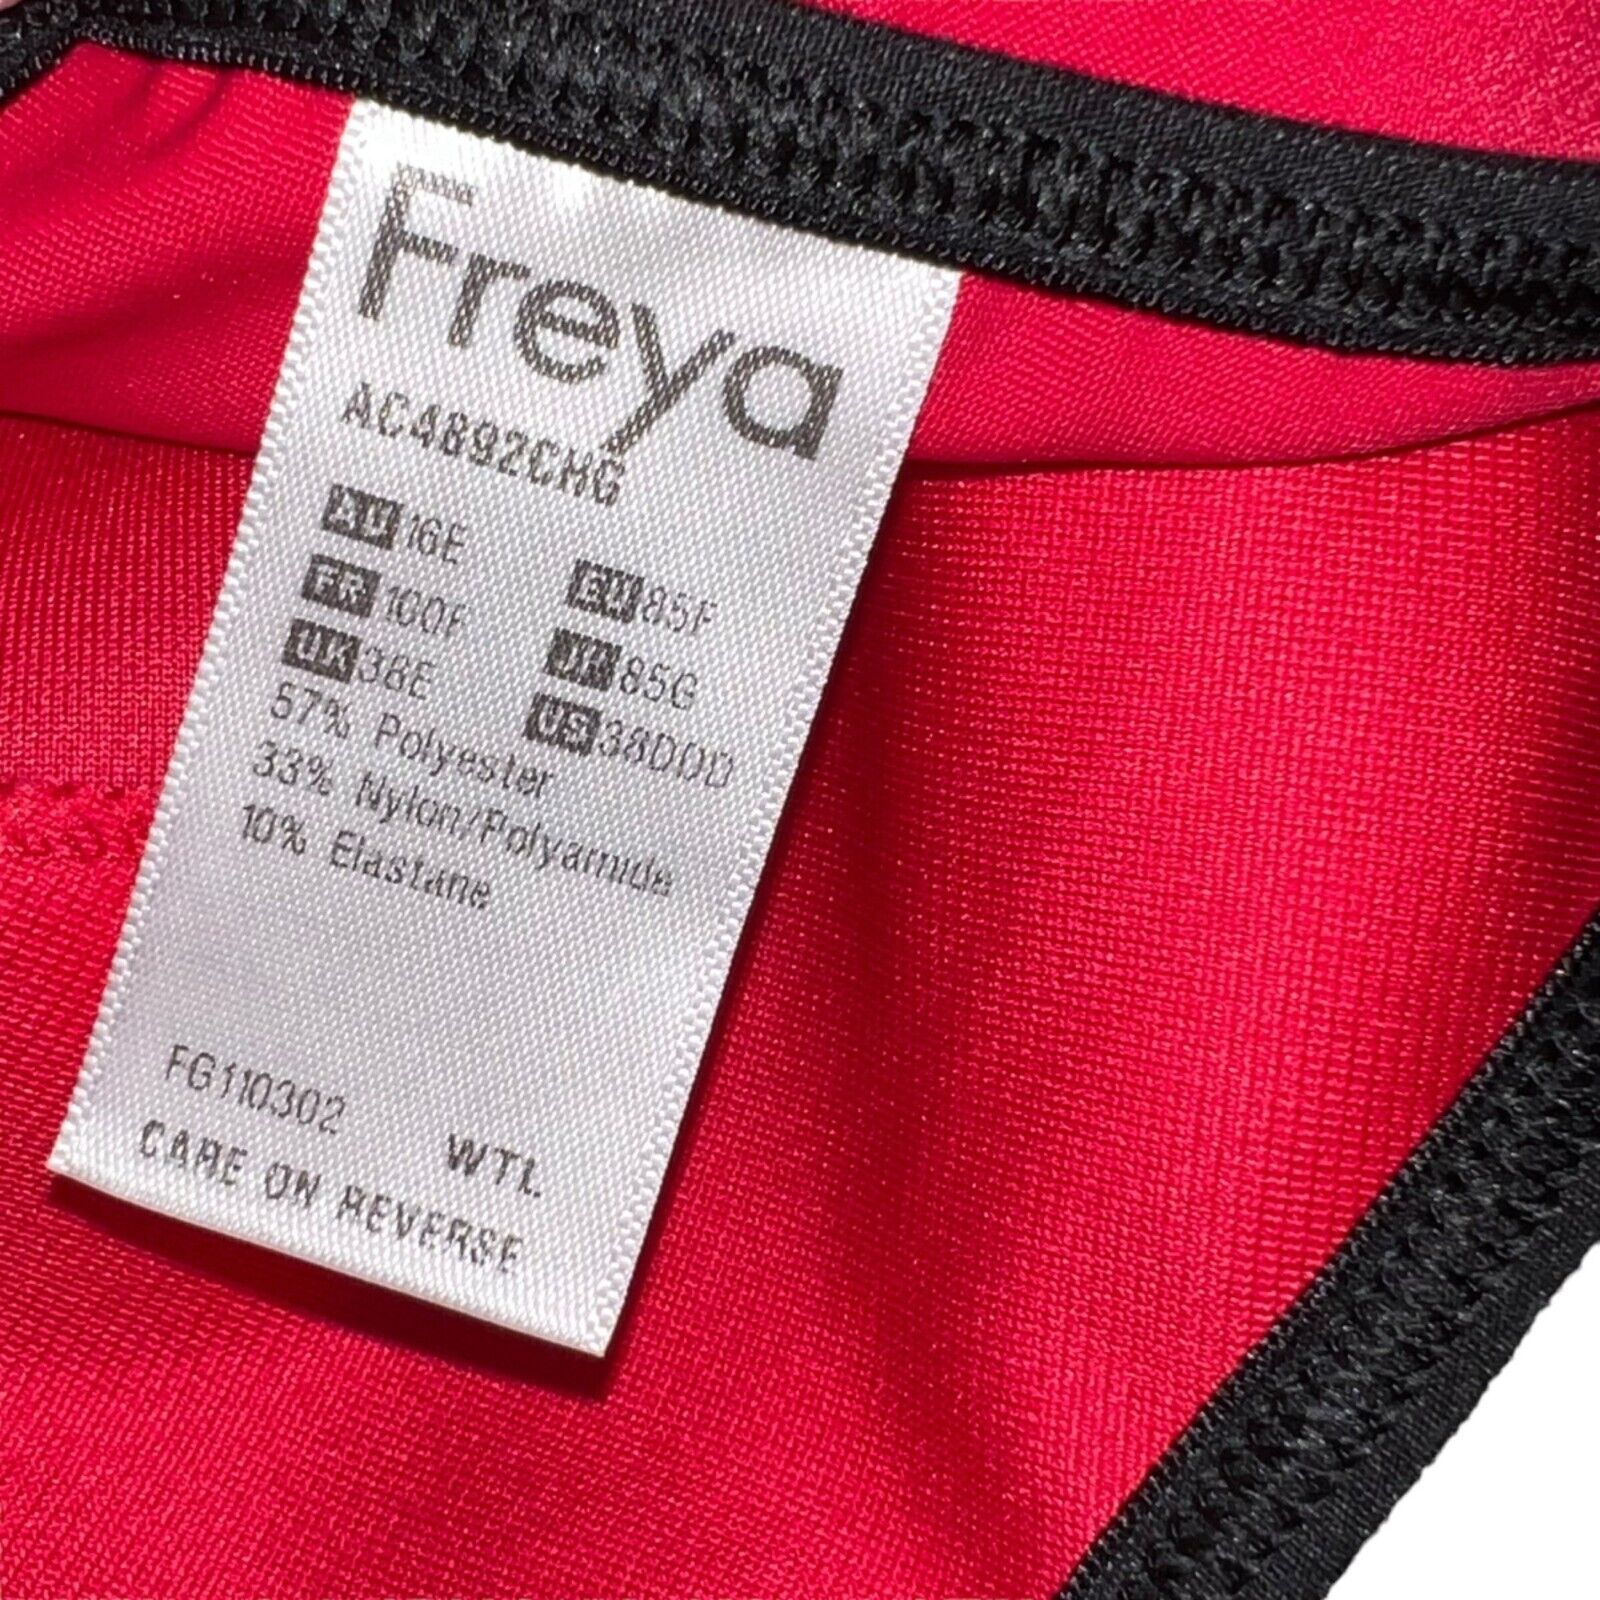 Freya
AC4892CHG
AU 16E
FR 100F EU 85F
UK 38E JP 85G
57% Polyester VS 38DDD
33% Nylon/Polyamide
10% Elastane
FG110302 WTL
CARE ON REVERSE